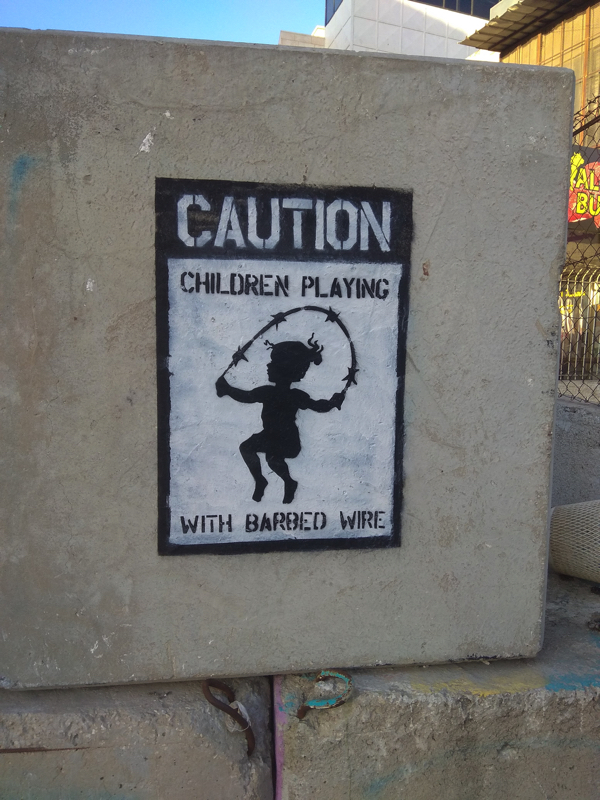 CAUTION
CHILDREN PLAYING
WITH BARBED WIRE